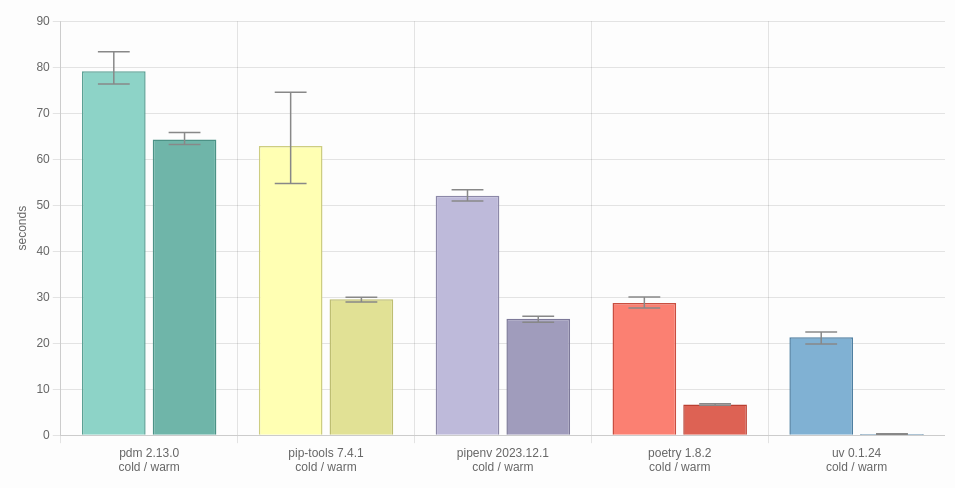 90
80
70
60
50
40
30
20
10
0
seconds
pdm 2.13.0
cold / warm
pip-tools 7.4.1
cold / warm
pipenv 2023.12.1
cold / warm
poetry 1.8.2
cold / warm
uv 0.1.24
cold / warm